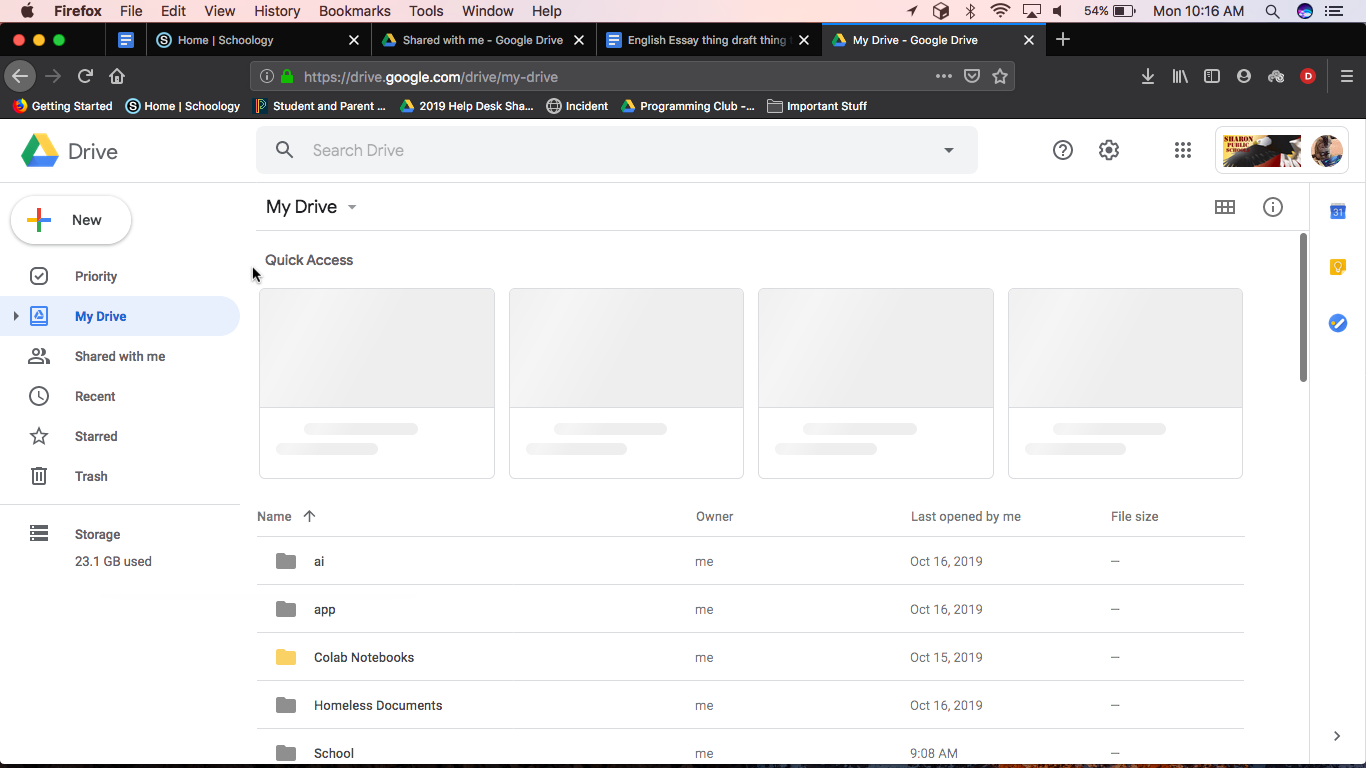 Firefox File Edit View History Bookmarks Tools Window Help 54% Mon 10:16 AM
Home | Schoology Shared with me - Google Drive English Essay thing draft thing My Drive - Google Drive
https://drive.google.com/drive/my-drive
Getting Started Home | Schoology Student and Parent ... 2019 Help Desk Sha... Incident Programming Club -... Important Stuff
Drive Search Drive SHARON PUBLIC
New My Drive
Quick Access
Priority
My Drive
Shared with me
Recent
Starred
Trash
Storage
23.1 GB used
31
Name Owner Last opened by me File size
ai me Oct 16, 2019 —
app me Oct 16, 2019 —
Colab Notebooks me Oct 15, 2019 —
Homeless Documents me Oct 16, 2019 —
School me 9:08 AM —